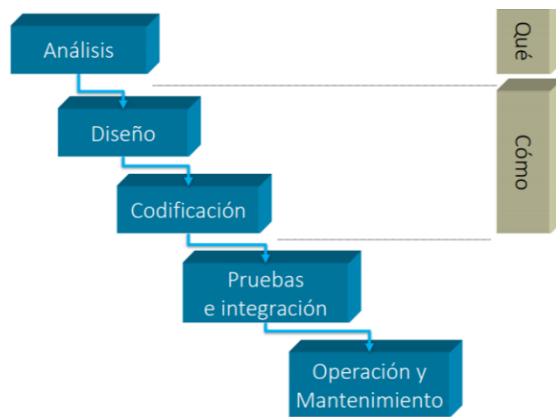 Análisis
Qué
Diseño
Cómo
Codificación
Pruebas
e integración
Operación y
Mantenimiento